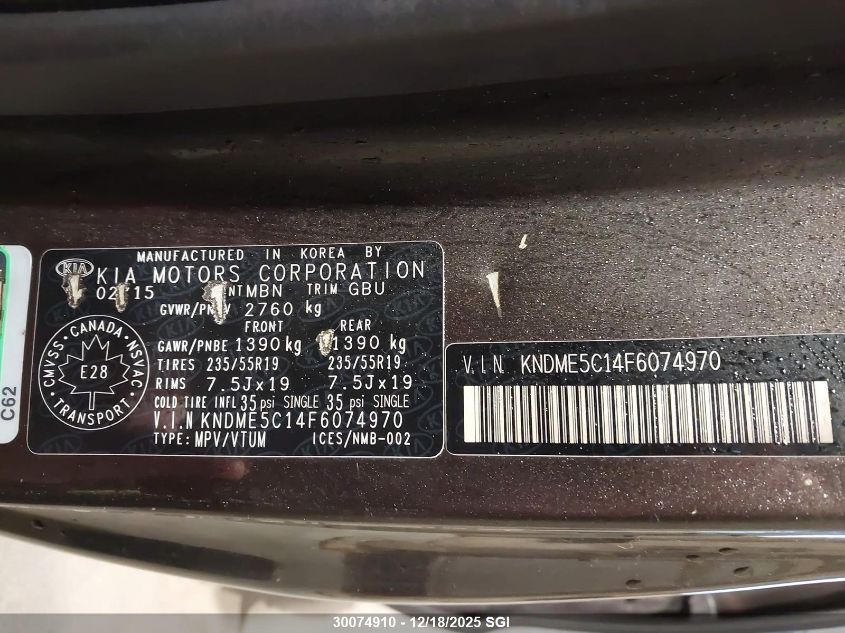 MANUFACTURED IN KOREA BY
KIA KIA MOTORS CORPORATION
02 15 NT MBN TRIM GBU
GVWR/PNBV 2760 kg
FRONT REAR
GAWR/PNBE 1390 kg 1390 kg
TIRES 235/55R19 235/55R19
RIMS 7.5Jx19 7.5Jx19
COLD TIRE INFL 35 psi SINGLE 35 psi SINGLE
V.I.N KNDME5C14F6074970
TYPE: MPV/VTUM ICES/NMB-002
CANADA
CMVSS NSVAC
E28
TRANSPORT
C62
V.I.N. KNDME5C14F6074970
30074910 - 12/18/2025 SGI